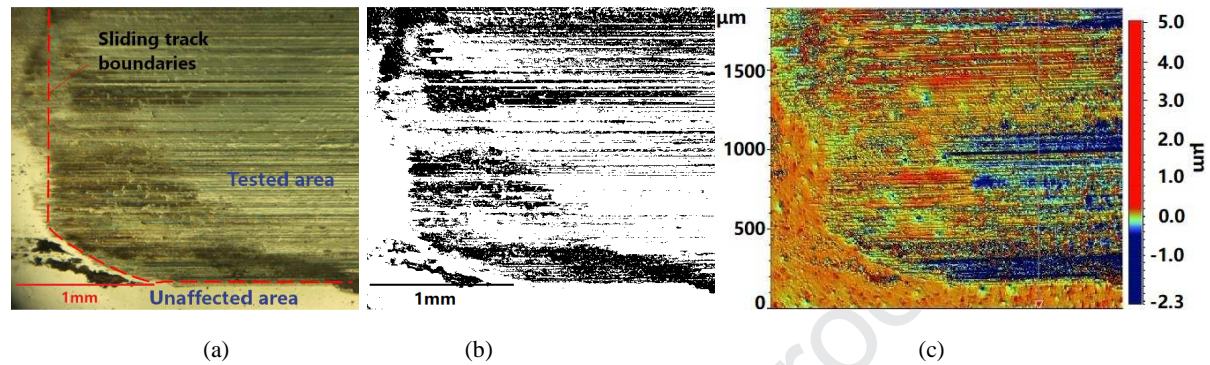 Sliding track
boundaries
Tested area
Unaffected area
1mm
(a)
1mm
(b)
µm
1500
1000
500
0
5.0
4.0
3.0
2.0
1.0
0.0
-1.0
-2.3
µm
(c)
roo